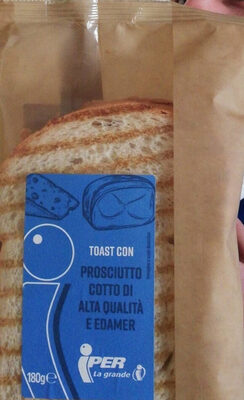 TOAST CON
PROSCIUTTO
COTTO DI
ALTA QUALITÀ
E EDAMER
180g e
iPER
La grande i